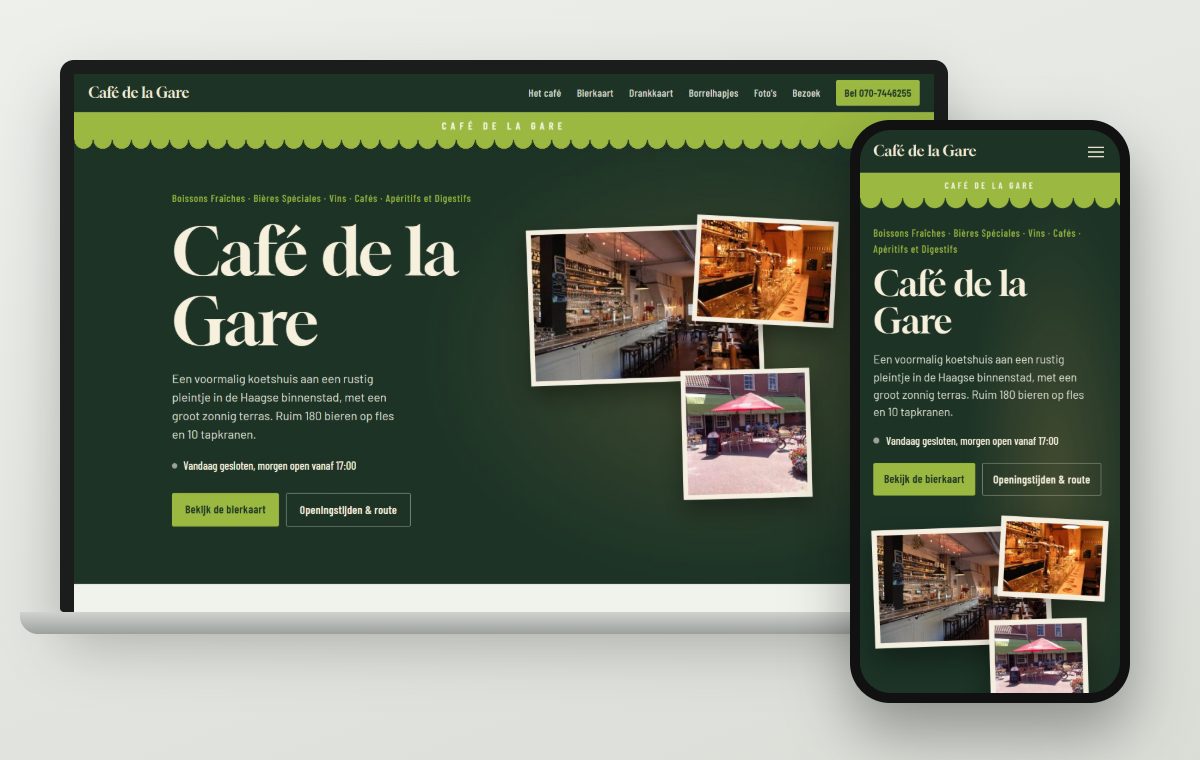 Café de la Gare
Het café
Bierkaart
Drankkaart
Borrelhapjes
Foto's
Bezoek
Bel 070-7446255
CAFÉ DE LA GARE
Boissons Fraîches · Bières Spéciales · Vins · Cafés · Apéritifs et Digestifs
Café de la
Gare
Een voormalig koetshuis aan een rustig
pleintje in de Haagse binnenstad, met een
groot zonnig terras. Ruim 180 bieren op fles
en 10 tapkranen.
Vandaag gesloten, morgen open vanaf 17:00
Bekijk de bierkaart
Openingstijden & route
Café de la Gare
CAFÉ DE LA GARE
Boissons Fraîches · Bières Spéciales · Vins · Cafés ·
Apéritifs et Digestifs
Café de la
Gare
Een voormalig koetshuis aan een rustig
pleintje in de Haagse binnenstad, met een
groot zonnig terras. Ruim 180 bieren op fles
en 10 tapkranen.
Vandaag gesloten, morgen open vanaf 17:00
Bekijk de bierkaart
Openingstijden & route